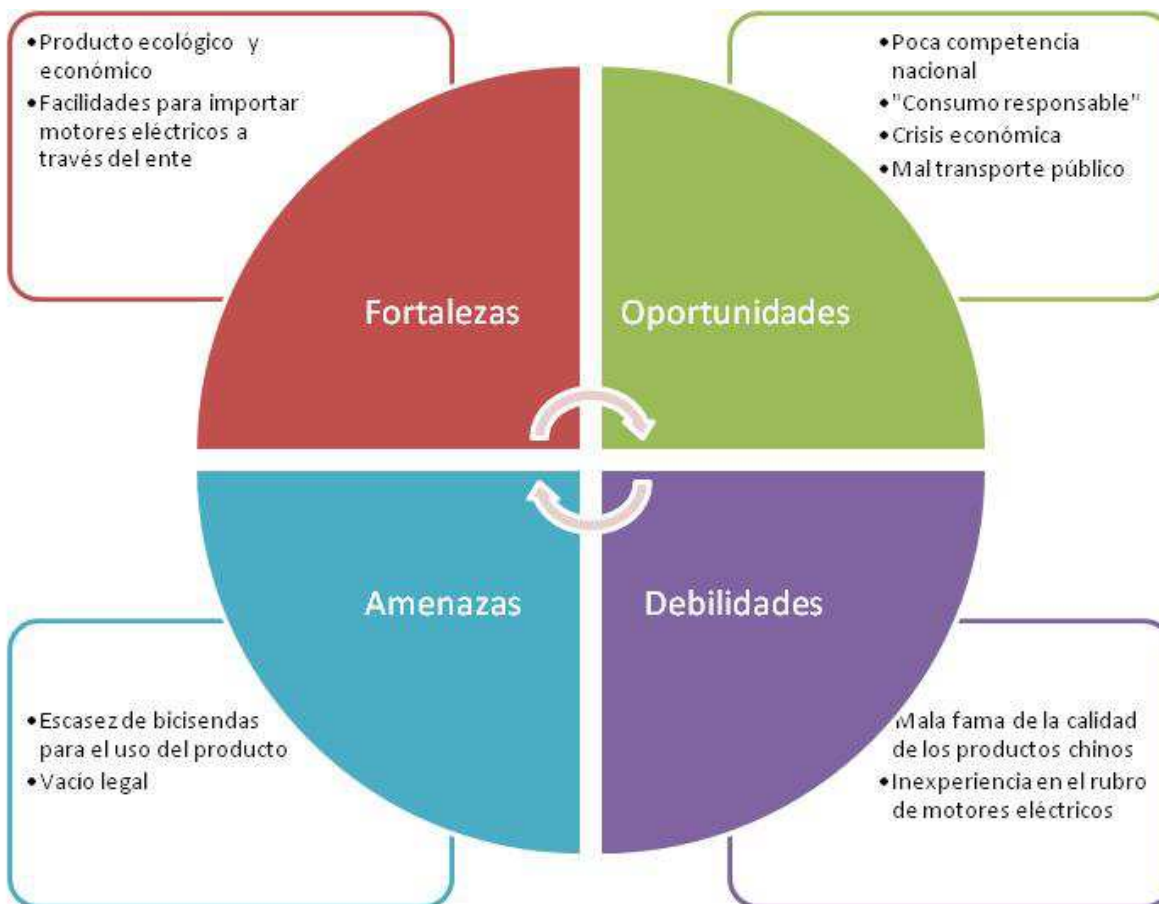 •Producto ecológico y
económico
•Facilidades para importar
motores eléctricos a
través del ente
•Poca competencia
nacional
•"Consumo responsable"
•Crisis económica
•Mal transporte público
Fortalezas
Oportunidades
Amenazas
Debilidades
•Escasez de bicisendas
para el uso del producto
•Vacío legal
Mala fama de la calidad
de los productos chinos
•Inexperiencia en el rubro
de motores eléctricos